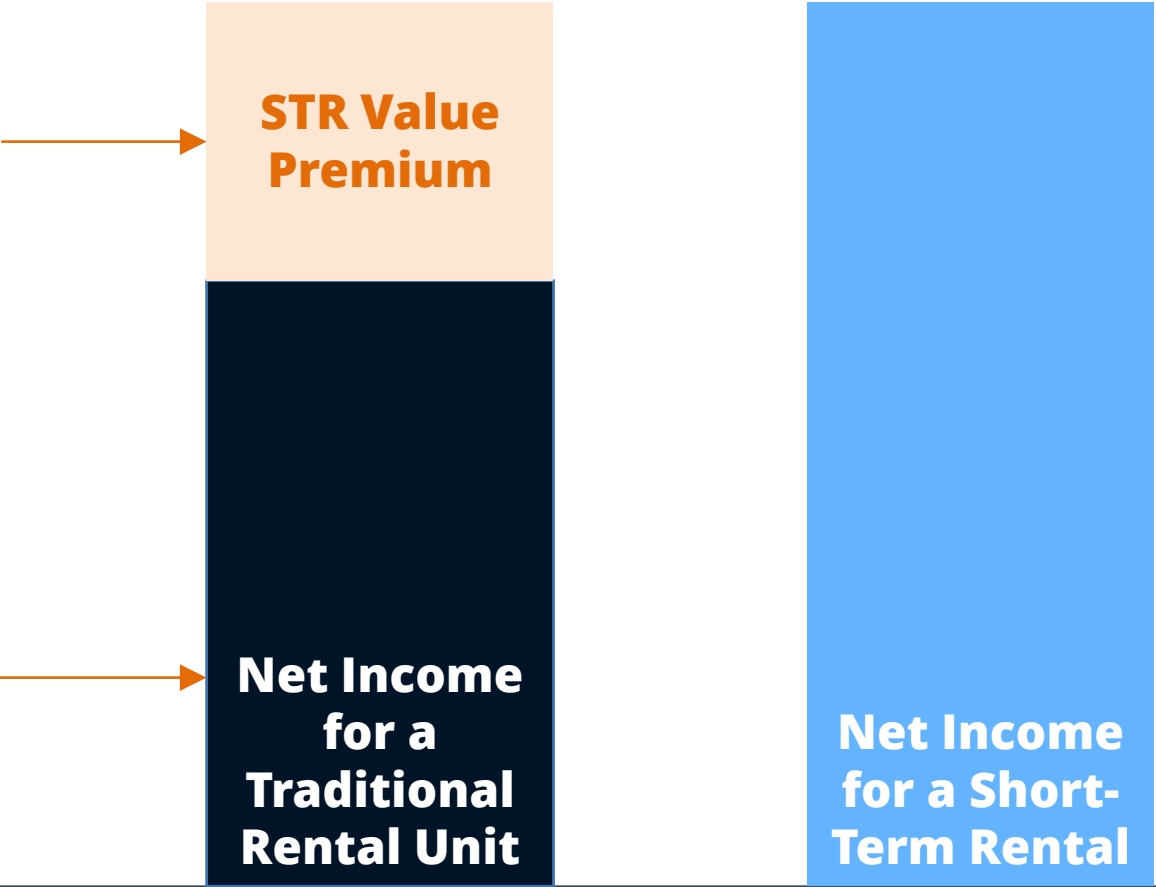 STR Value
Premium
Net Income
for a
Traditional
Rental Unit
Net Income
for a Short-
Term Rental